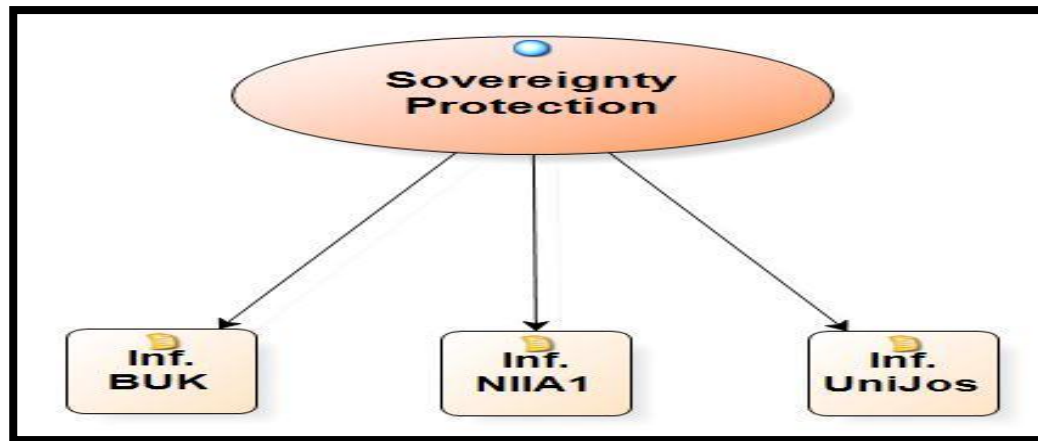 Sovereignty
Protection
Inf.
BUK
Inf.
NIIA1
Inf.
UniJos